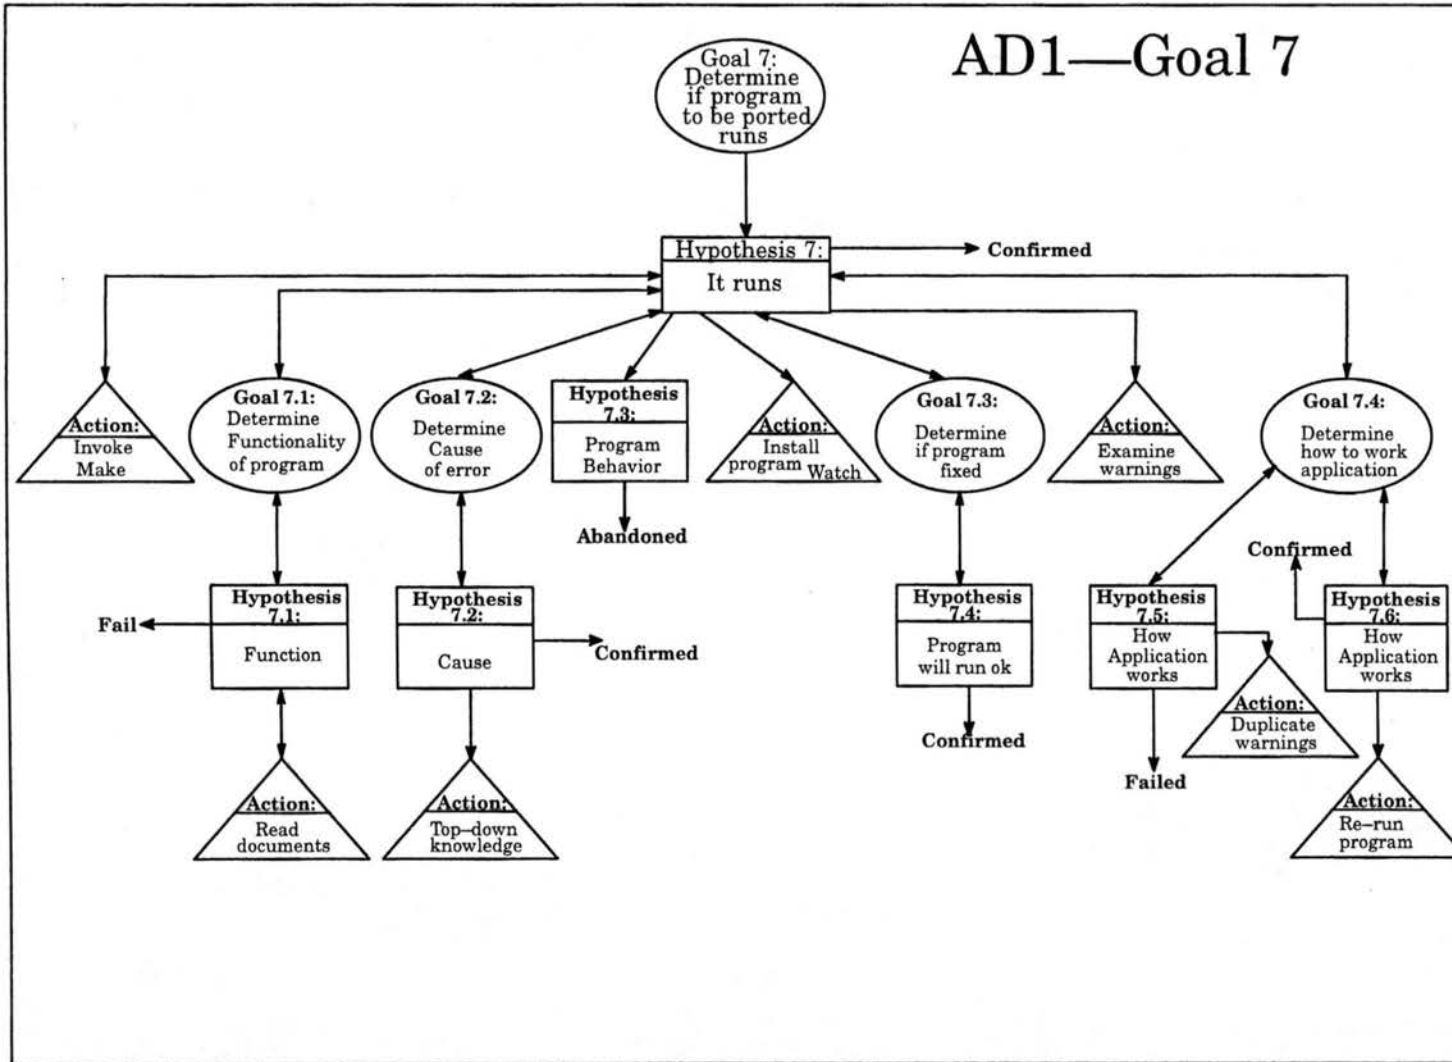 AD1—Goal 7
Goal 7:
Determine
if program
to be ported
runs
Hypothesis 7:
It runs
Confirmed
Action:
Invoke
Make
Goal 7.1:
Determine
Functionality
of program
Goal 7.2:
Determine
Cause
of error
Hypothesis
7.3:
Program
Behavior
Abandoned
Action:
Install
program Watch
Goal 7.3:
Determine
if program
fixed
Action:
Examine
warnings
Goal 7.4:
Determine
how to work
application
Fail
Hypothesis
7.1:
Function
Hypothesis
7.2:
Cause
Confirmed
Hypothesis
7.4:
Program
will run ok
Confirmed
Hypothesis
7.5:
How
Application
works
Failed
Action:
Duplicate
warnings
Confirmed
Hypothesis
7.6:
How
Application
works
Action:
Read
documents
Action:
Top–down
knowledge
Action:
Re–run
program